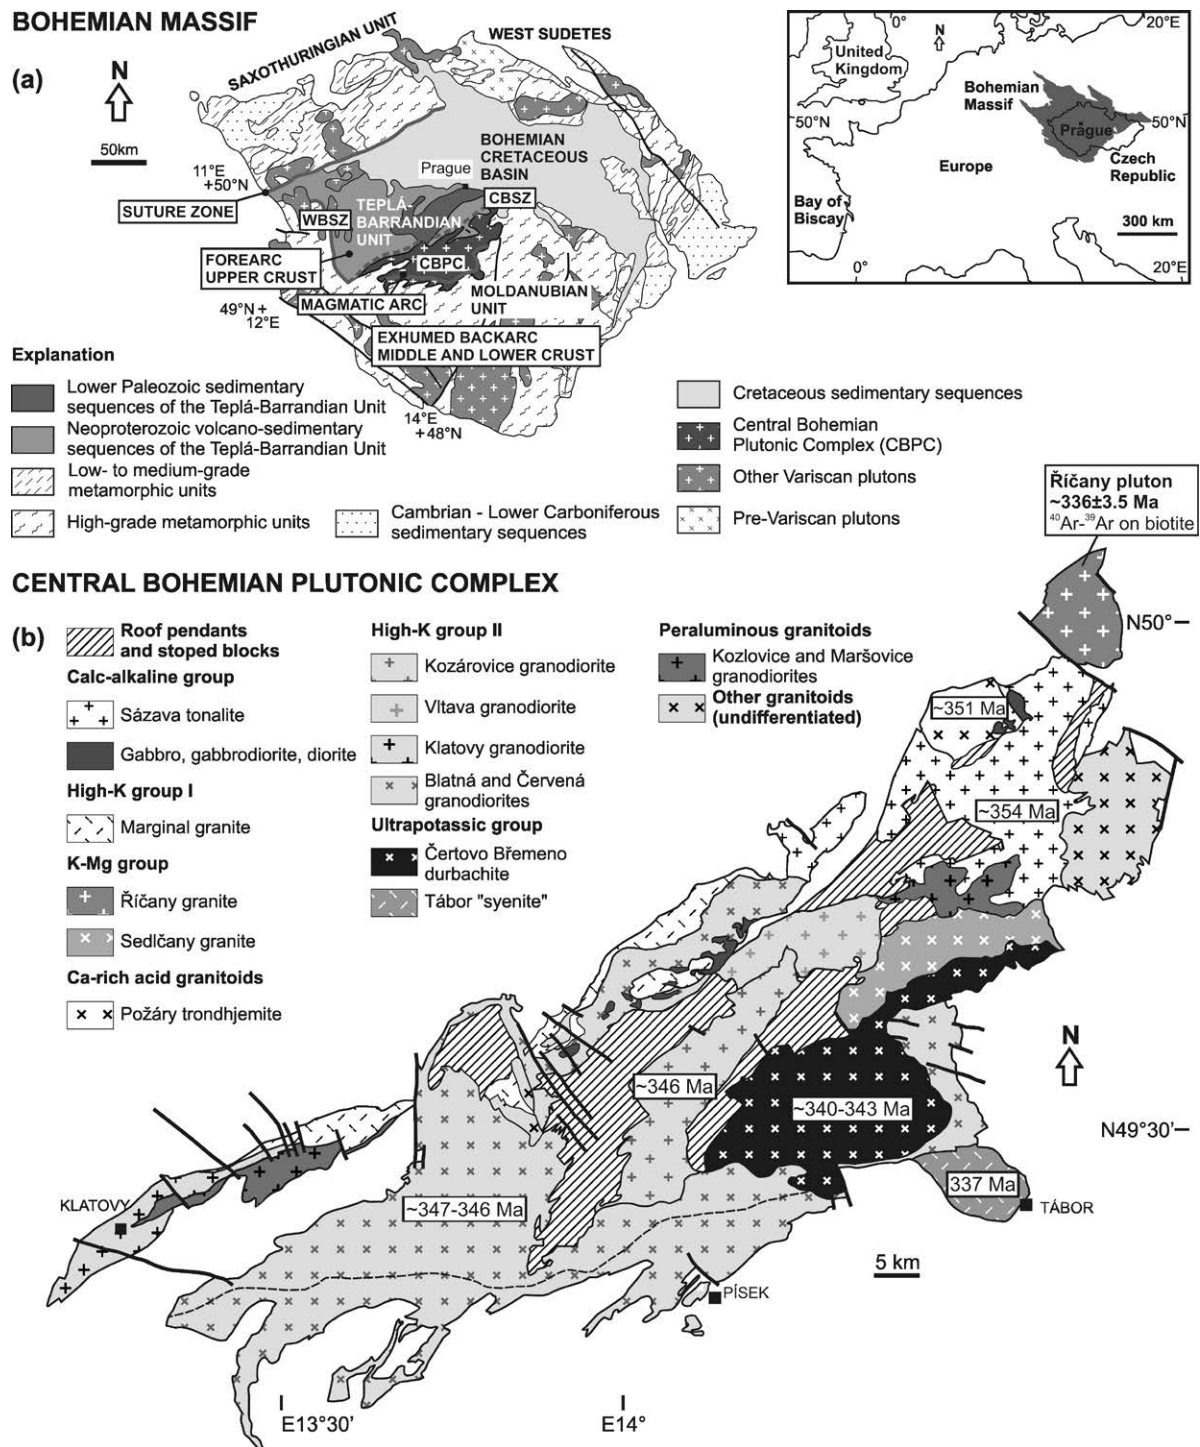 BOHEMIAN MASSIF
(a)
N
50km
SAXOTHURINGIAN UNIT
WEST SUDETES
BOHEMIAN
CRETACEOUS
BASIN
Prague
11°E
+50°N
SUTURE ZONE
WBSZ
TEPLÁ-
BARRANDIAN
UNIT
CBSZ
FOREARC
UPPER CRUST
CBPC
MAGMATIC ARC
MOLDANUBIAN
UNIT
49°N +
12°E
EXHUMED BACKARC
MIDDLE AND LOWER CRUST
14°E
+48°N
0°
N
20°E
United
Kingdom
Bohemian
Massif
50°N
Prague
50°N
Czech
Republic
Europe
Bay of
Biscay
300 km
0°
20°E
Explanation
Lower Paleozoic sedimentary
sequences of the Teplá-Barrandian Unit
Neoproterozoic volcano-sedimentary
sequences of the Teplá-Barrandian Unit
Low- to medium-grade
metamorphic units
High-grade metamorphic units
Cambrian - Lower Carboniferous
sedimentary sequences
Cretaceous sedimentary sequences
Central Bohemian
Plutonic Complex (CBPC)
Other Variscan plutons
Pre-Variscan plutons
CENTRAL BOHEMIAN PLUTONIC COMPLEX
(b)
Roof pendants
and stoped blocks
Calc-alkaline group
Sázava tonalite
Gabbro, gabbrodiorite, diorite
High-K group I
Marginal granite
K-Mg group
Říčany granite
Sedlčany granite
Ca-rich acid granitoids
Požáry trondhjemite
High-K group II
Kozárovice granodiorite
Vltava granodiorite
Klatovy granodiorite
Blatná and Červená
granodiorites
Ultrapotassic group
Čertovo Břemeno
durbachite
Tábor "syenite"
Peraluminous granitoids
Kozlovice and Maršovice
granodiorites
Other granitoids
(undifferentiated)
Říčany pluton
~336±3.5 Ma
⁴⁰Ar-³⁹Ar on biotite
N50°
~351 Ma
~354 Ma
~346 Ma
~340-343 Ma
N
N49°30'
337 Ma
TÁBOR
KLATOVY
~347-346 Ma
5 km
PÍSEK
E13°30'
E14°